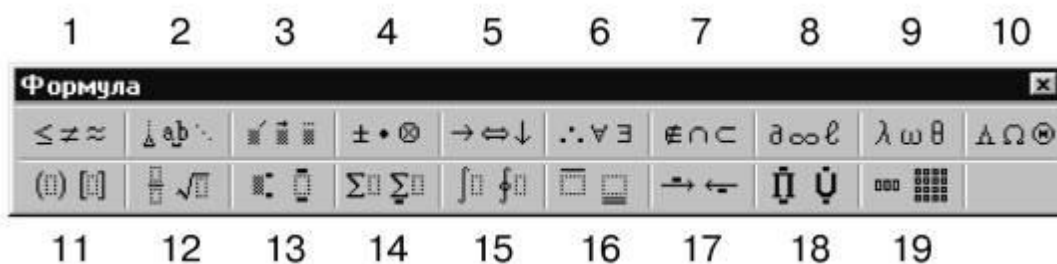 1 2 3 4 5 6 7 8 9 10
Формула
≤ ≠ ≈ ạb ⋱ ± • ⊗ → ⇔ ↓ ∴ ∀ ∃ ∉ ∩ ⊂ ∂ ∞ ℓ λ ω θ Λ Ω Θ
(▯) [▯] √▯ Σ▯ Σ▯ ∫▯ ∮▯ → ← Π U
11 12 13 14 15 16 17 18 19